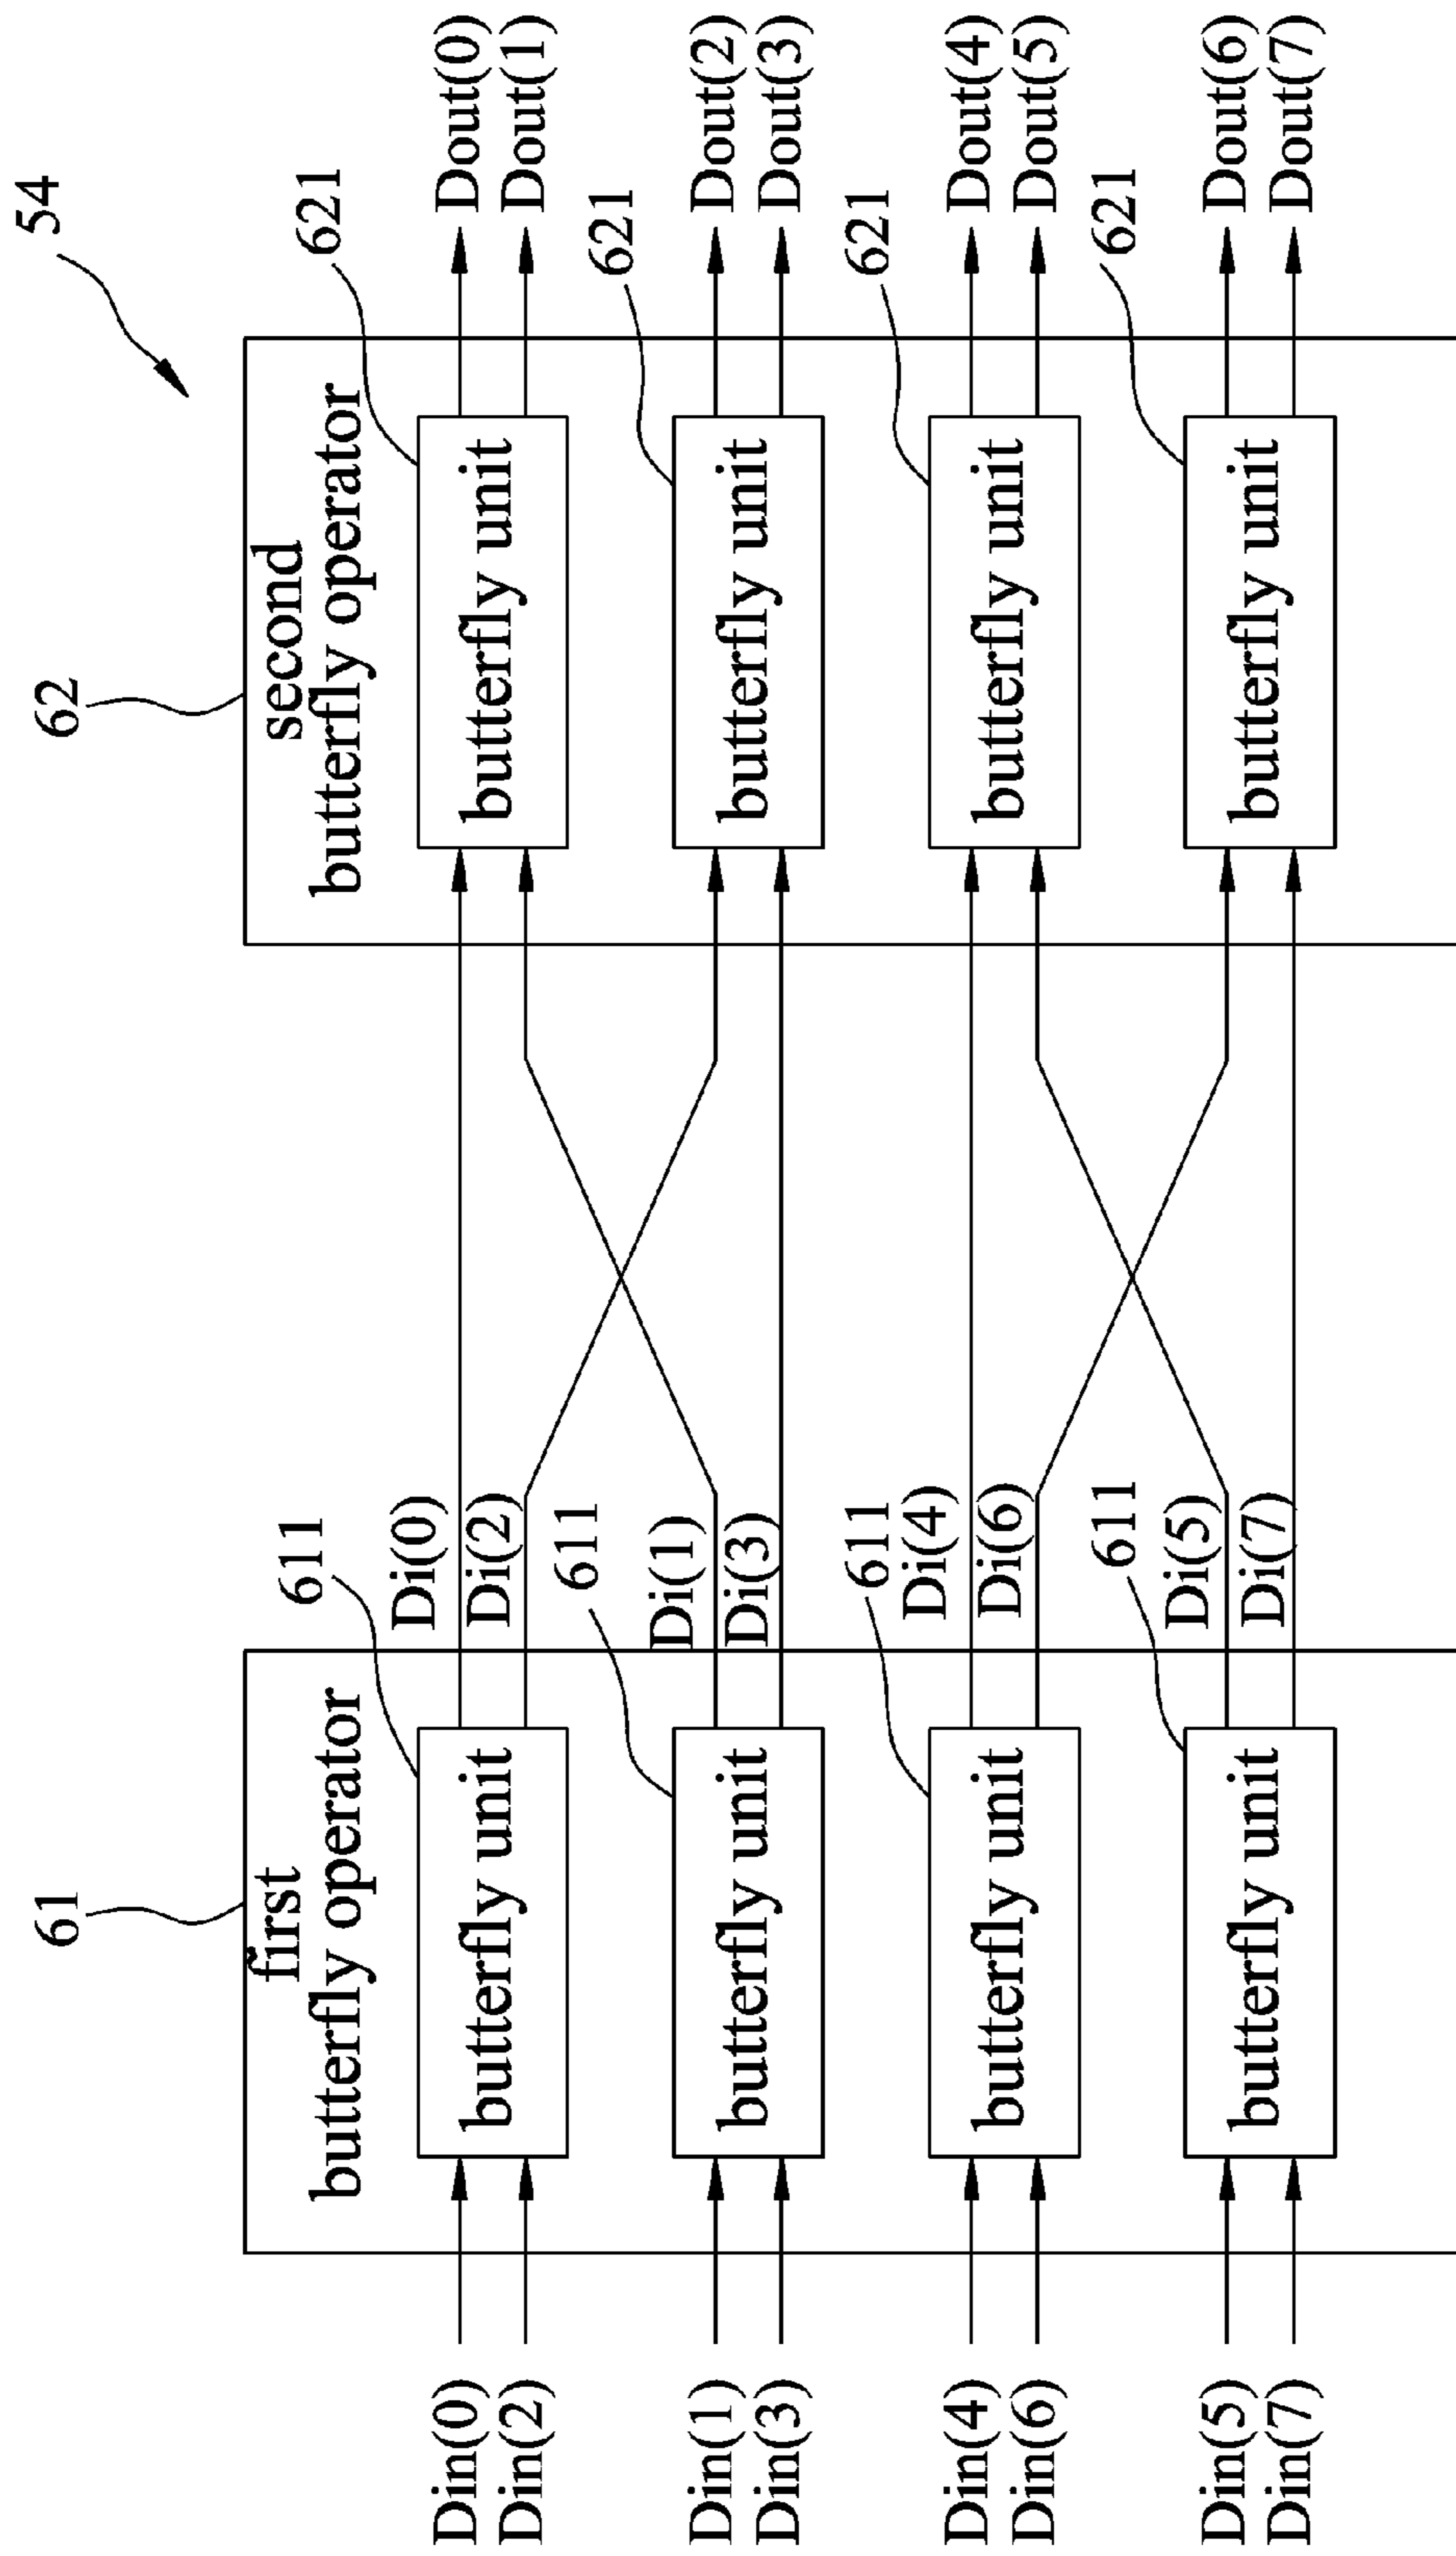 54
61
62
first
butterfly operator
second
butterfly operator
611
621
Din(0)
Din(2)
butterfly unit
Di(0)
Di(2)
butterfly unit
Dout(0)
Dout(1)
611
621
Din(1)
Din(3)
butterfly unit
Di(1)
Di(3)
butterfly unit
Dout(2)
Dout(3)
611
621
Din(4)
Din(6)
butterfly unit
Di(4)
Di(6)
butterfly unit
Dout(4)
Dout(5)
611
621
Din(5)
Din(7)
butterfly unit
Di(5)
Di(7)
butterfly unit
Dout(6)
Dout(7)